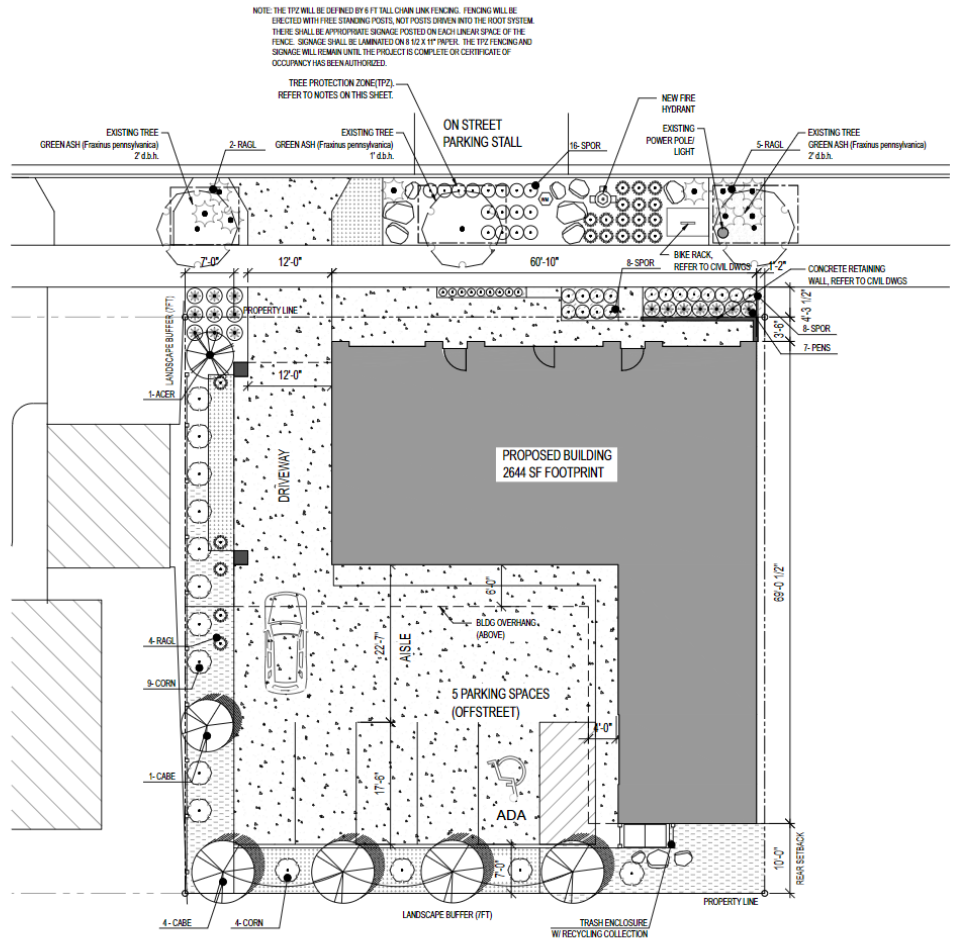 NOTE: THE TPZ WILL BE DEFINED BY 6 FT TALL CHAIN LINK FENCING. FENCING WILL BE
ERECTED WITH FREE STANDING POSTS, NOT POSTS DRIVEN INTO THE ROOT SYSTEM.
THERE SHALL BE APPROPRIATE SIGNAGE POSTED ON EACH LINEAR SPACE OF THE
FENCE. SIGNAGE SHALL BE LAMINATED ON 8 1/2 X 11" PAPER. THE TPZ FENCING AND
SIGNAGE WILL REMAIN UNTIL THE PROJECT IS COMPLETE OR CERTIFICATE OF
OCCUPANCY HAS BEEN AUTHORIZED.
TREE PROTECTION ZONE(TPZ).
REFER TO NOTES ON THIS SHEET.
NEW FIRE
HYDRANT
ON STREET
PARKING STALL
EXISTING TREE
GREEN ASH (Fraxinus pennsylvanica)
2' d.b.h.
2- RAGL
EXISTING TREE
GREEN ASH (Fraxinus pennsylvanica)
1' d.b.h.
16-SPOR
EXISTING
POWER POLE/
LIGHT
5- RAGL
EXISTING TREE
GREEN ASH (Fraxinus pennsylvanica)
2' d.b.h.
7'-0"
12'-0"
60'-10"
8-SPOR
BIKE RACK,
REFER TO CIVIL DWGS
1'-2"
CONCRETE RETAINING
WALL, REFER TO CIVIL DWGS
PROPERTY LINE
4'-3 1/2"
3'-6"
8- SPOR
7- PENS
LANDSCAPE BUFFER (7FT)
12'-0"
1- ACER
PROPOSED BUILDING
2644 SF FOOTPRINT
DRIVEWAY
69'-0 1/2"
6'-0"
BLDG OVERHANG
(ABOVE)
22'-7"
AISLE
4- RAGL
9- CORN
5 PARKING SPACES
(OFFSTREET)
4'-0"
1- CABE
17'-6"
ADA
7'-0"
10'-0"
REAR SETBACK
PROPERTY LINE
4- CABE
4- CORN
LANDSCAPE BUFFER (7FT)
TRASH ENCLOSURE
W/ RECYCLING COLLECTION